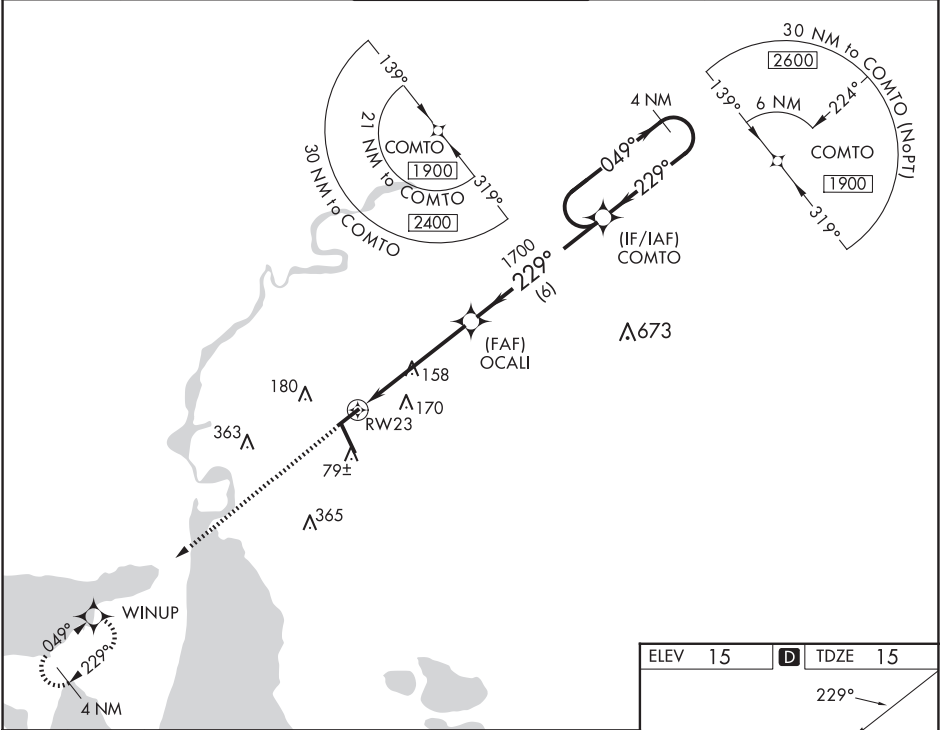 139°
COMTO
1900
21 NM to COMTO
2400
30 NM to COMTO
319°
4 NM
049°
229°
(IF/IAF)
COMTO
30 NM to COMTO (NoPT)
2600
139°
6 NM
224°
COMTO
1900
319°
1700
229°
(6)
(FAF)
OCALI
673
158
180
170
RW23
363
79±
365
WINUP
049°
229°
4 NM
ELEV 15 D TDZE 15
229°